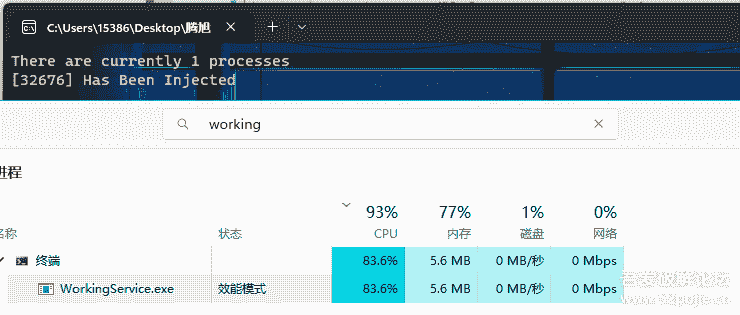 C:\Users\15386\Desktop\腾旭
There are currently 1 processes
[32676] Has Been Injected
working
进程
93% 77% 1% 0%
名称 状态 CPU 内存 磁盘 网络
终端 83.6% 5.6 MB 0 MB/秒 0 Mbps
WorkingService.exe 效能模式 83.6% 5.6 MB 0 MB/秒 0 Mbps
www.52pojie.cn